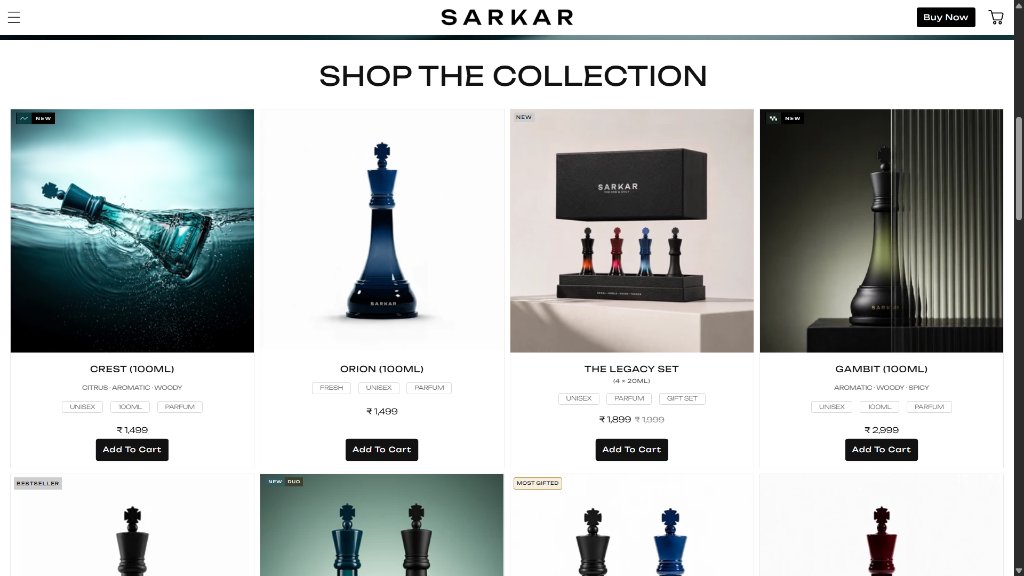 SARKAR
Buy Now
SHOP THE COLLECTION
NEW
CREST (100ML)
CITRUS · AROMATIC · WOODY
UNISEX 100ML PARFUM
₹ 1,499
Add To Cart
SARKAR
ORION (100ML)
FRESH UNISEX PARFUM
₹ 1,499
Add To Cart
NEW
SARKAR
THE LEGACY SET
(4 × 20ML)
UNISEX PARFUM GIFT SET
₹ 1,899 ₹ 1,999
Add To Cart
NEW
SARKAR
GAMBIT (100ML)
AROMATIC · WOODY · SPICY
UNISEX 100ML PARFUM
₹ 2,999
Add To Cart
BESTSELLER
NEW DUO
MOST GIFTED